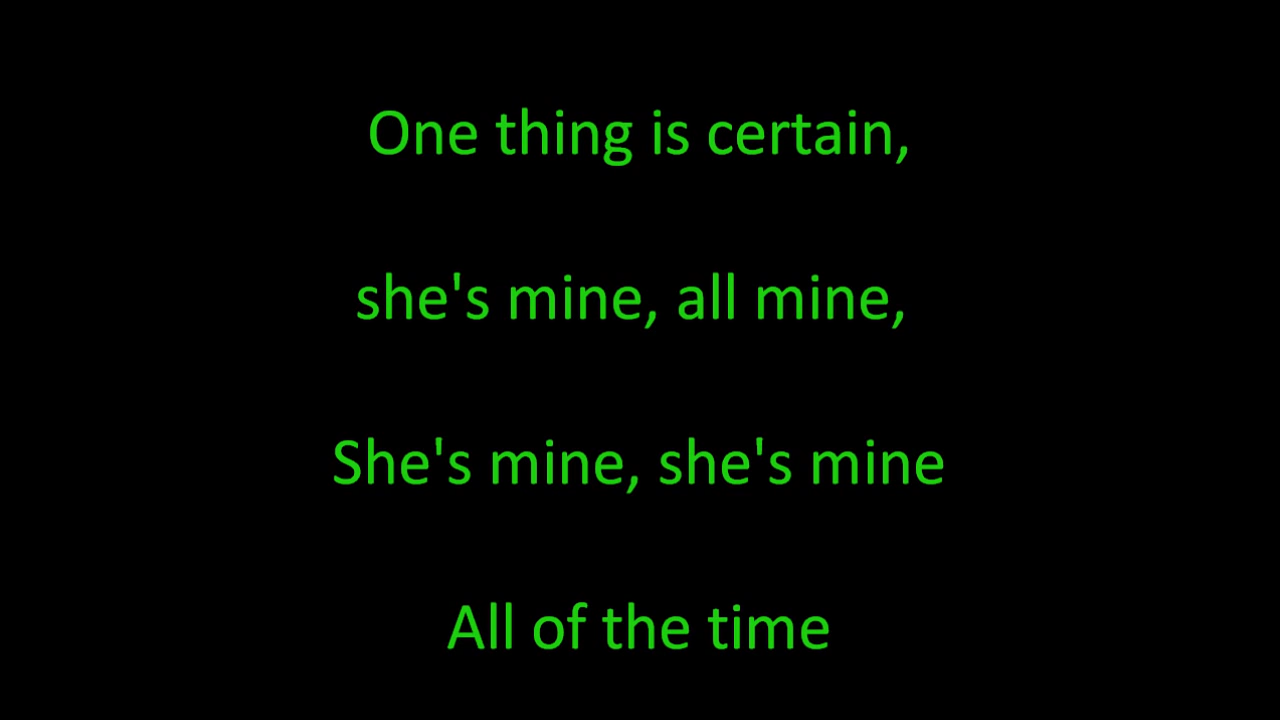 One thing is certain,
she's mine, all mine,
She's mine, she's mine
All of the time